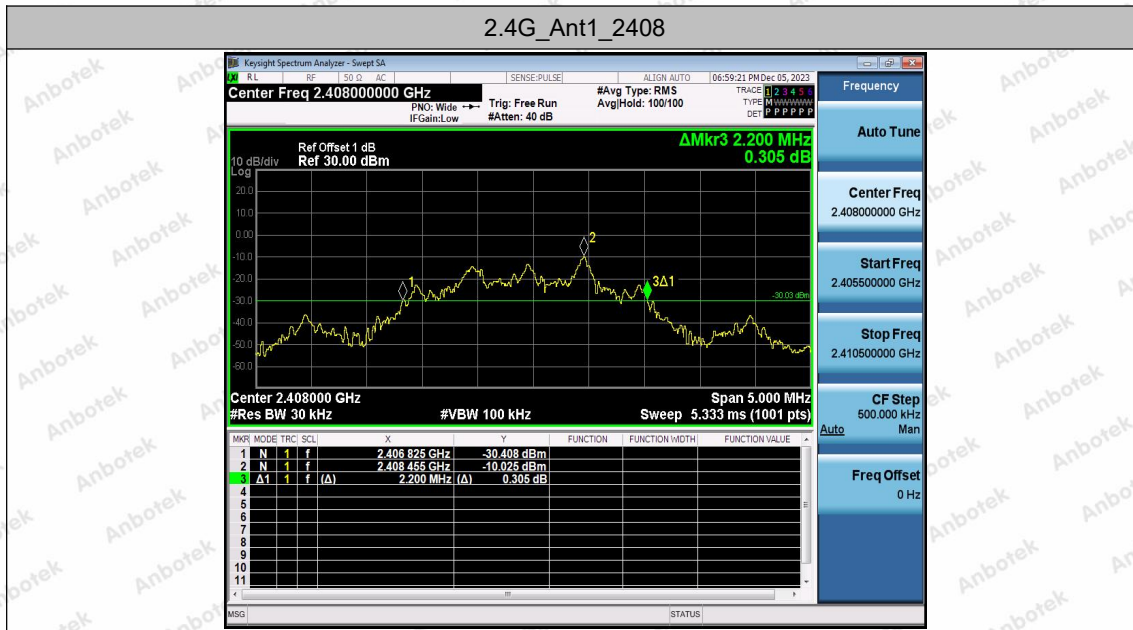 2.4G_Ant1_2408
Keysight Spectrum Analyzer - Swept SA
LXI RL RF 50 Ω AC SENSE:PULSE ALIGN AUTO 06:59:21 PM Dec 05, 2023
Center Freq 2.408000000 GHz #Avg Type: RMS TRACE 1 2 3 4 5 6
PNO: Wide Trig: Free Run Avg|Hold: 100/100 TYPE M WWWWW
IFGain:Low #Atten: 40 dB DET P P P P P P
ΔMkr3 2.200 MHz
Ref Offset 1 dB
0.305 dB
10 dB/div Ref 30.00 dBm
Log
20.0
10.0
0.00
2
-10.0
-20.0
1
3Δ1
-30.03 dBm
-30.0
-40.0
-50.0
-60.0
Center 2.408000 GHz Span 5.000 MHz
#Res BW 30 kHz #VBW 100 kHz Sweep 5.333 ms (1001 pts)
MKR MODE TRC SCL X Y FUNCTION FUNCTION WIDTH FUNCTION VALUE
1 N 1 f 2.406 825 GHz -30.408 dBm
2 N 1 f 2.408 455 GHz -10.025 dBm
3 Δ1 1 f (Δ) 2.200 MHz (Δ) 0.305 dB
4
5
6
7
8
9
10
11
MSG STATUS
Frequency
Auto Tune
Center Freq
2.408000000 GHz
Start Freq
2.405500000 GHz
Stop Freq
2.410500000 GHz
CF Step
500.000 kHz
Auto Man
Freq Offset
0 Hz
Anbotek